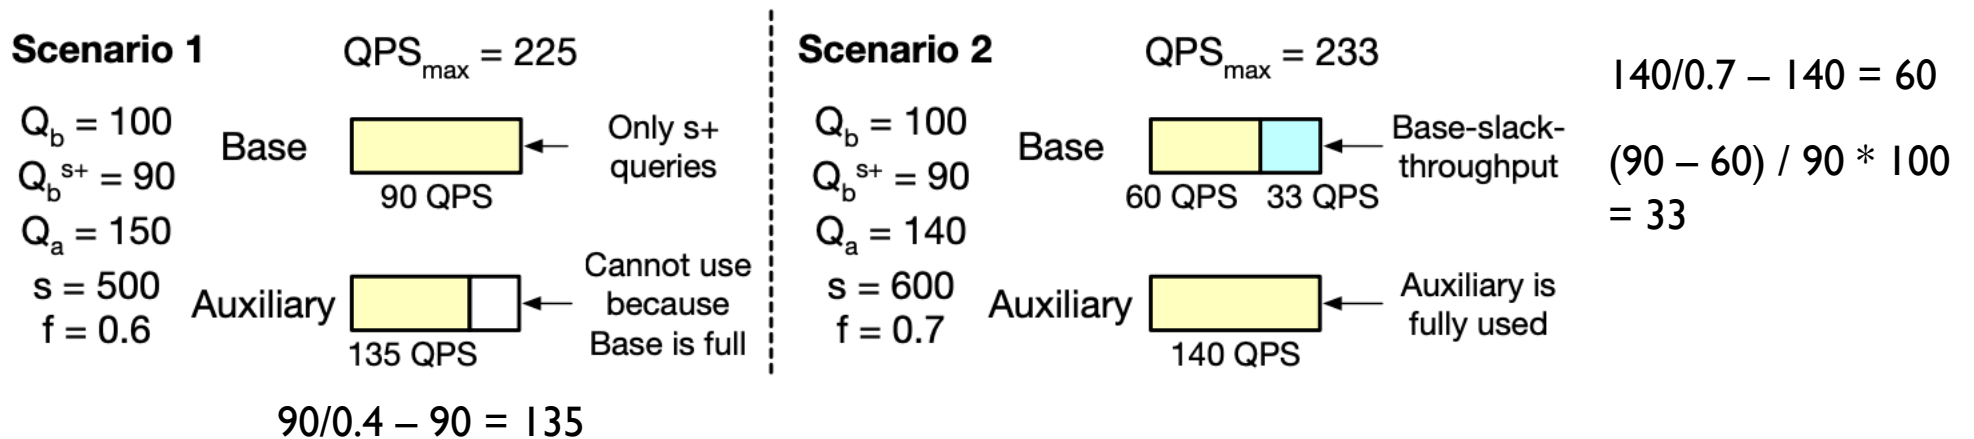 Scenario 1
QPSmax = 225
Qb = 100
Qb s+ = 90
Qa = 150
s = 500
f = 0.6
Base
90 QPS
Only s+
queries
Auxiliary
135 QPS
Cannot use
because
Base is full
90/0.4 – 90 = 135
Scenario 2
QPSmax = 233
Qb = 100
Qb s+ = 90
Qa = 140
s = 600
f = 0.7
Base
60 QPS 33 QPS
Base-slack-
throughput
Auxiliary
140 QPS
Auxiliary is
fully used
140/0.7 – 140 = 60
(90 – 60) / 90 * 100
= 33